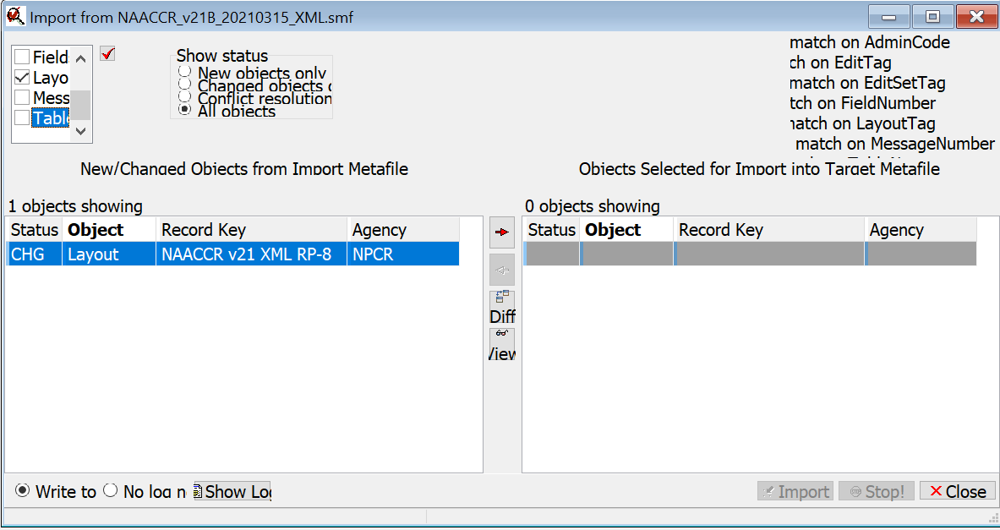 Import from NAACCR_v21B_20210315_XML.smf
Field
Layo
Mess
Table
Show status
New objects only
Changed objects
Conflict resolution
All objects
match on AdminCode
ch on EditTag
match on EditSetTag
tch on FieldNumber
natch on LayoutTag
match on MessageNumber
New/Changed Objects from Import Metafile
Objects Selected for Import into Target Metafile
1 objects showing
0 objects showing
Status Object Record Key Agency
CHG Layout NAACCR v21 XML RP-8 NPCR
Status Object Record Key Agency
Diff
View
Write to No log Show Log
Import Stop! Close